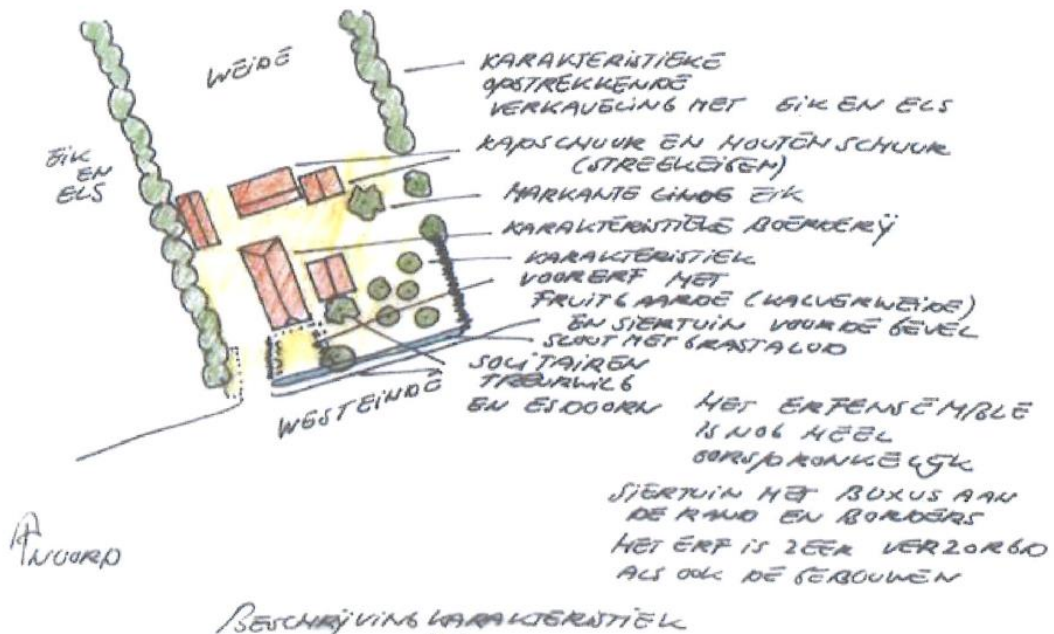 WEIDE
EIK
EN
ELS
KARAKTERISTIEKE
OPSTREKKENDE
VERKAVELING MET EIK EN ELS
KAPSCHUUR EN HOUTEN SCHUUR
(STREEKEIGEN)
MARKANTE LINDE EIK
KARAKTERISTIEKE BOERDERIJ
KARAKTERISTIEK
VOORERF MET
FRUITGAARDE (KALVERWEIDE)
EN SIERTUIN VOOR DE GEVEL
SLOOT MET GRASTALUD
SOLITAIREN
TREURWILG
EN ESDOORN
WESTEINDE
HET ERFENSEMBLE
IS NOG HEEL
OORSPRONKELIJK
SIERTUIN MET BUXUS AAN
DE RAND EN BORDERS
HET ERF IS ZEER VERZORGD
ALS OOK DE GEBOUWEN
NOORD
BESCHRIJVING KARAKTERISTIEK